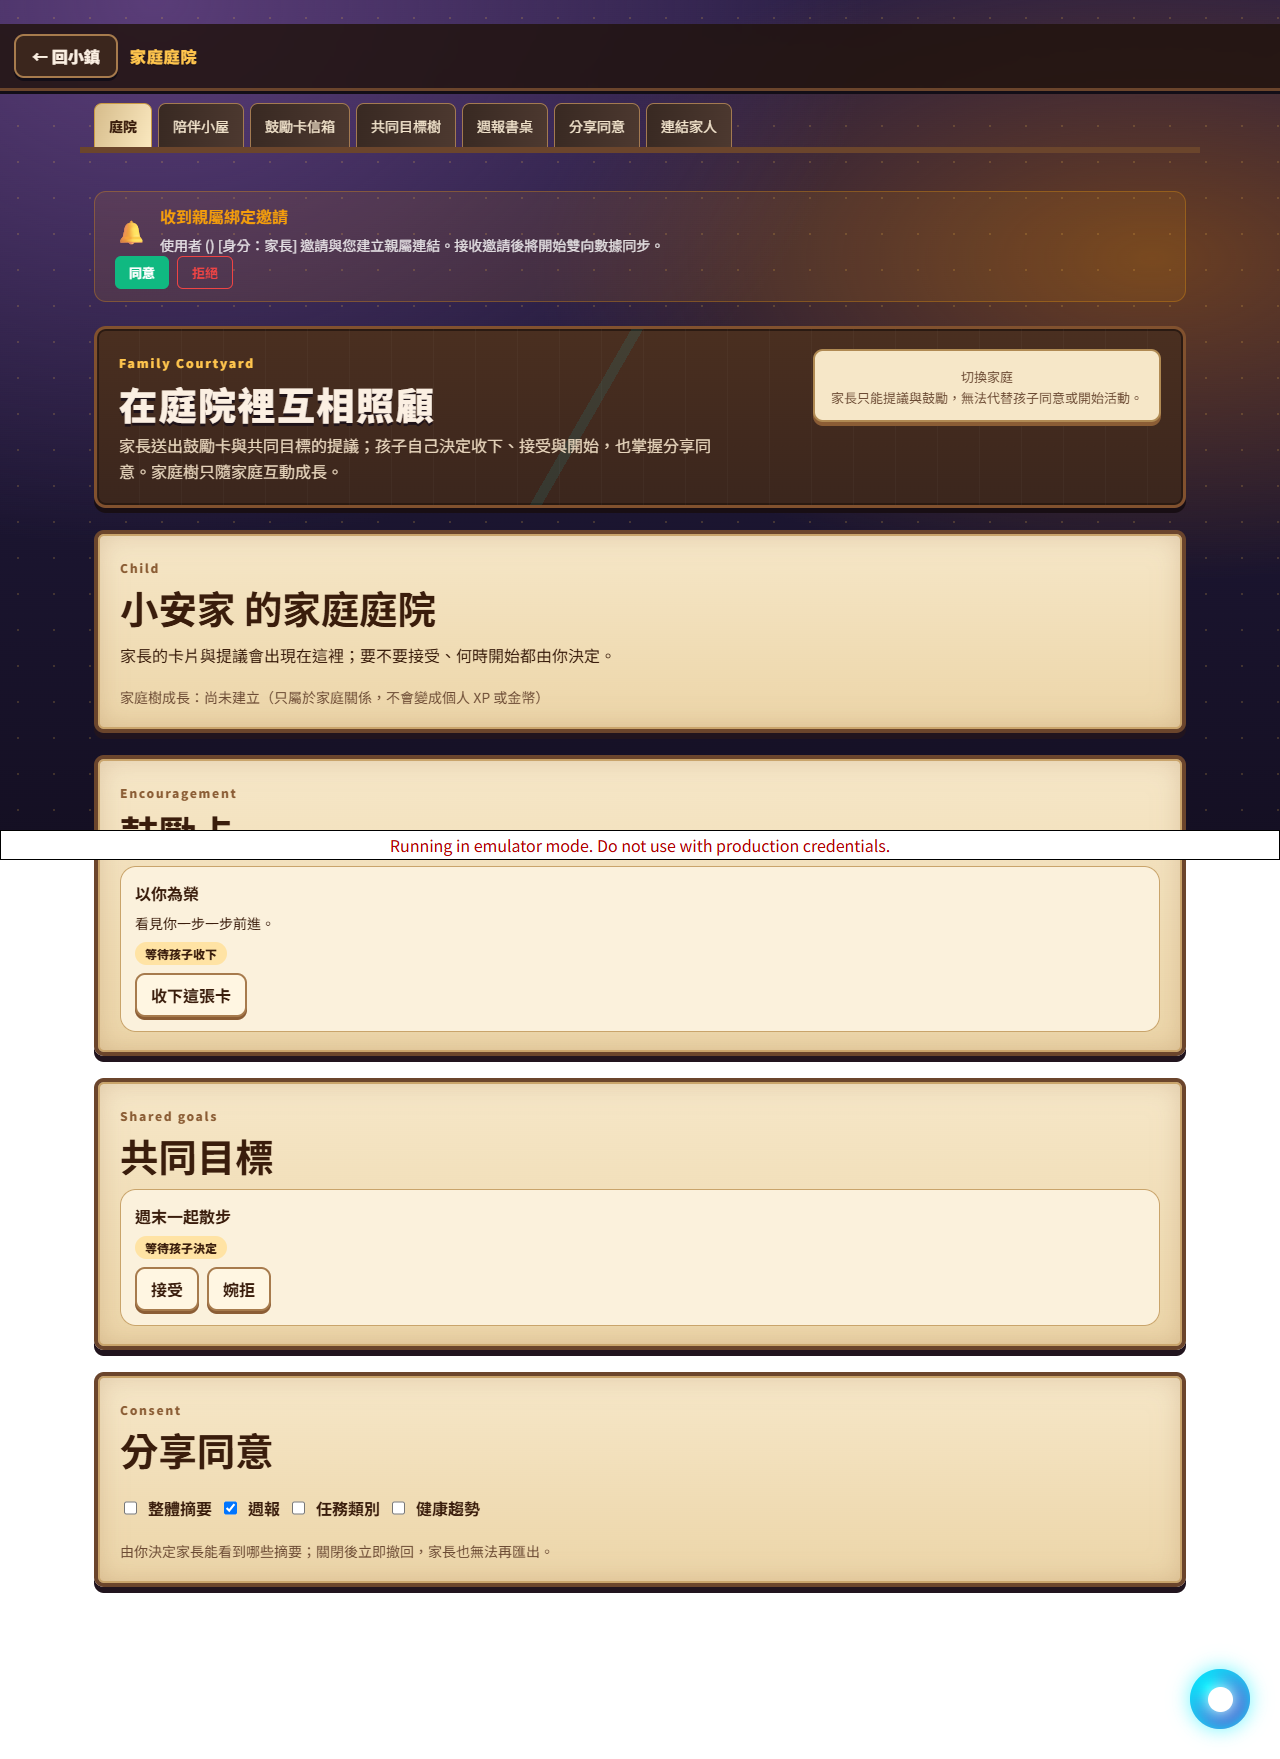 ← 回小鎮
家庭庭院
庭院
陪伴小屋
鼓勵卡信箱
共同目標樹
週報書桌
分享同意
連結家人
收到親屬綁定邀請
使用者 () [身分：家長] 邀請與您建立親屬連結。接收邀請後將開始雙向數據同步。
同意
拒絕
Family Courtyard
在庭院裡互相照顧
家長送出鼓勵卡與共同目標的提議；孩子自己決定收下、接受與開始，也掌握分享同
意。家庭樹只隨家庭互動成長。
切換家庭
家長只能提議與鼓勵，無法代替孩子同意或開始活動。
Child
小安家 的家庭庭院
家長的卡片與提議會出現在這裡；要不要接受、何時開始都由你決定。
家庭樹成長：尚未建立（只屬於家庭關係，不會變成個人 XP 或金幣）
Encouragement
鼓勵卡
Running in emulator mode. Do not use with production credentials.
以你為榮
看見你一步一步前進。
等待孩子收下
收下這張卡
Shared goals
共同目標
週末一起散步
等待孩子決定
接受
婉拒
Consent
分享同意
整體摘要
週報
任務類別
健康趨勢
由你決定家長能看到哪些摘要；關閉後立即撤回，家長也無法再匯出。